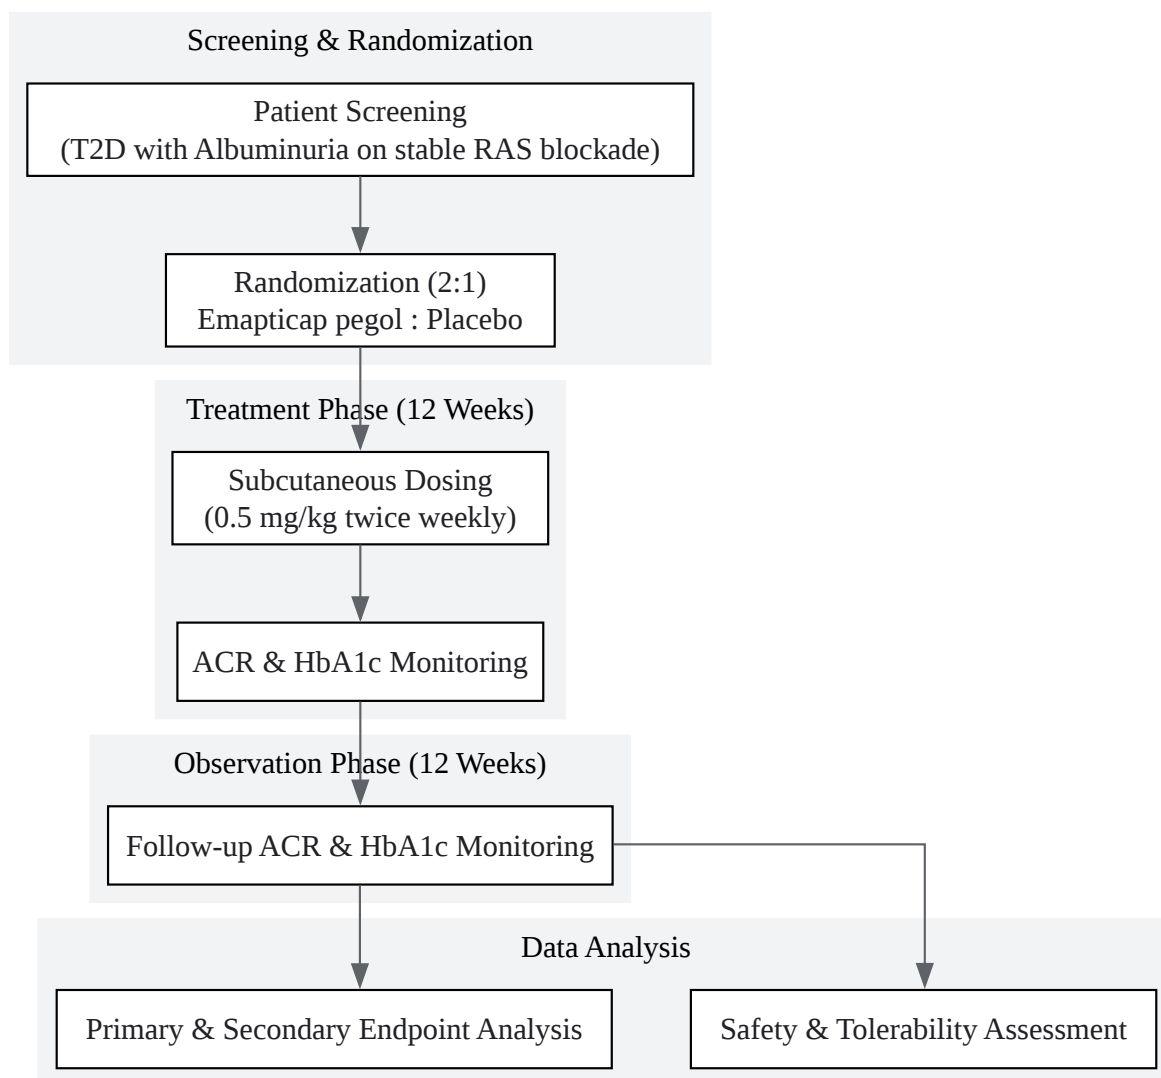 Screening & Randomization
Patient Screening
(T2D with Albuminuria on stable RAS blockade)
Randomization (2:1)
Emapticap pegol : Placebo
Treatment Phase (12 Weeks)
Subcutaneous Dosing
(0.5 mg/kg twice weekly)
ACR & HbA1c Monitoring
Observation Phase (12 Weeks)
Follow-up ACR & HbA1c Monitoring
Data Analysis
Primary & Secondary Endpoint Analysis
Safety & Tolerability Assessment